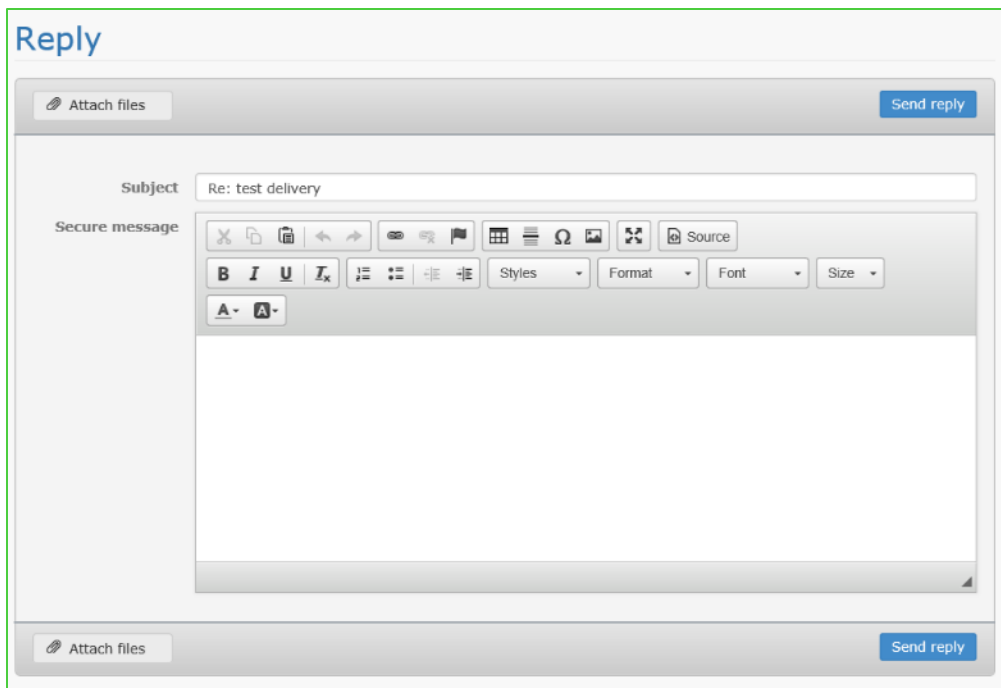 Reply
Attach files Send reply
Subject Re: test delivery
Secure message
Ω Source
B I U Ix Styles Format Font Size
A A
Attach files Send reply